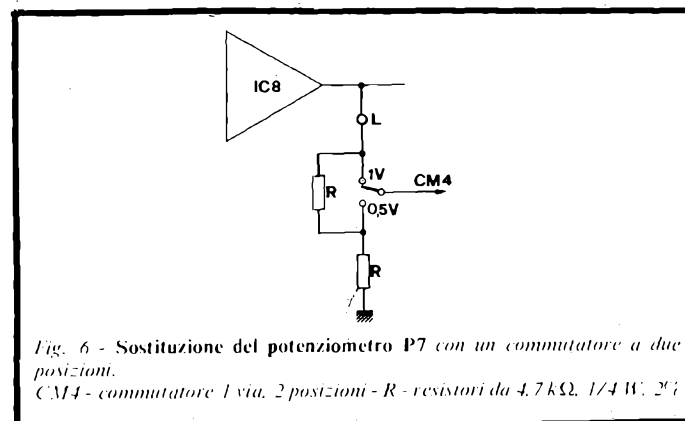 IC8
L
1V
CM4
R
0,5V
R
Fig. 6 - Sostituzione del potenziometro P7 con un commutatore a due
posizioni.
CM4 - commutatore 1 via, 2 posizioni - R - resistori da 4,7 kΩ, 1/4 W, 2%